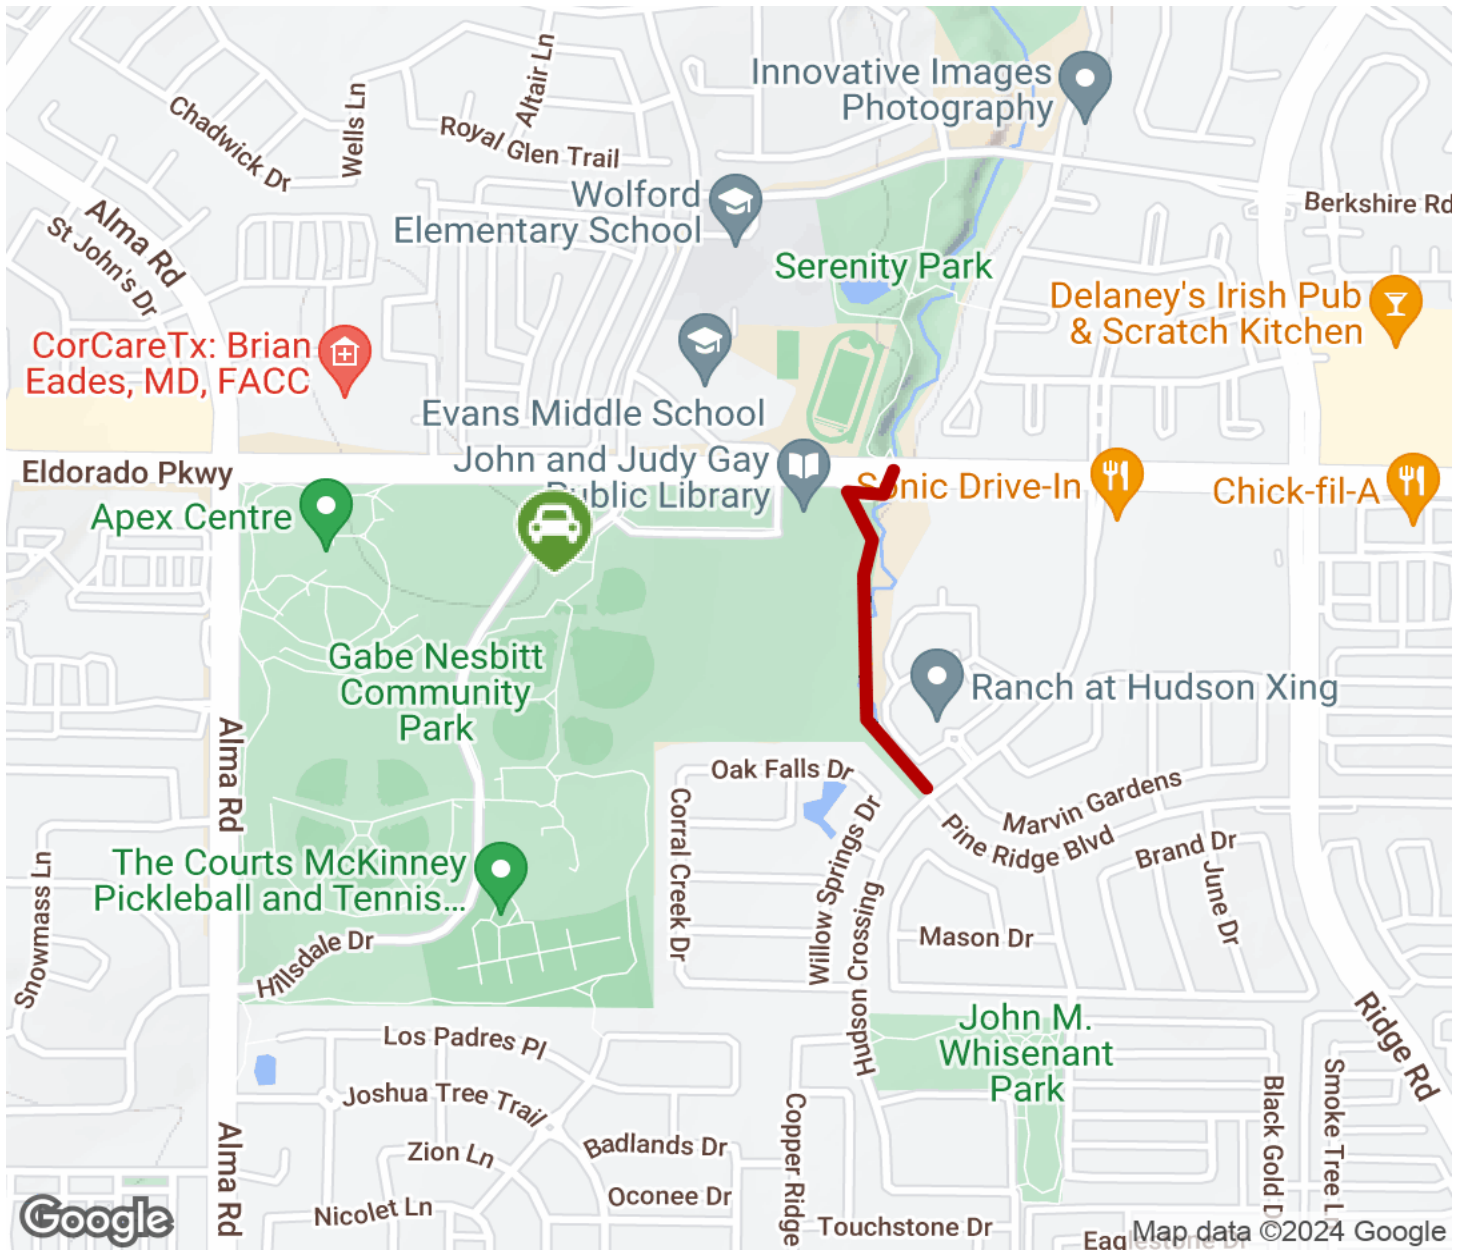 Altair Ln
Innovative Images
Photography
Wells Ln
Chadwick Dr
Royal Glen Trail
Wolford
Elementary School
Berkshire Rd
Alma Rd
St John's Dr
Serenity Park
Delaney's Irish Pub
& Scratch Kitchen
CorCareTx: Brian
Eades, MD, FACC
Evans Middle School
Eldorado Pkwy
John and Judy Gay
Public Library
Sonic Drive-In
Chick-fil-A
Apex Centre
Gabe Nesbitt
Community
Park
Ranch at Hudson Xing
Alma Rd
Oak Falls Dr
Corral Creek Dr
Willow Springs Dr
Marvin Gardens
Pine Ridge Blvd
Brand Dr
June Dr
The Courts McKinney
Pickleball and Tennis...
Snowmass Ln
Hillsdale Dr
Hudson Crossing
Mason Dr
Ridge Rd
Los Padres Pl
John M.
Whisenant
Park
Joshua Tree Trail
Zion Ln
Badlands Dr
Copper Ridge
Black Gold D
Smoke Tree L
Alma Rd
Nicolet Ln
Oconee Dr
Touchstone Dr
Eaglestone Dr
Google
Map data ©2024 Google